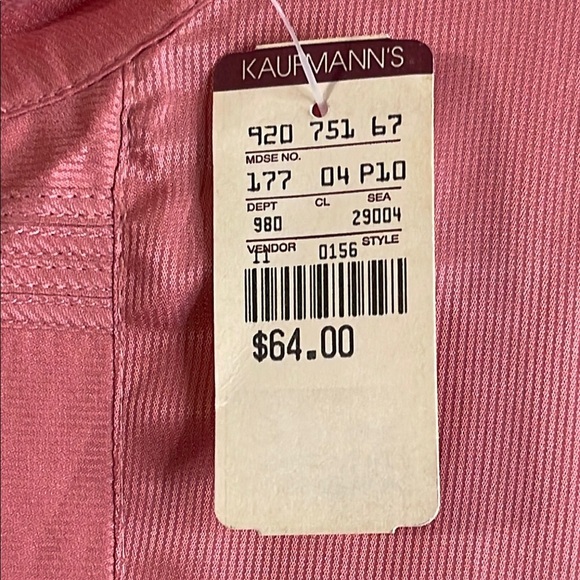 KAUFMANN'S
920 751 67
MDSE NO.
177 04 P10
DEPT CL SEA
980 29004
VENDOR STYLE
11 0156
$64.00